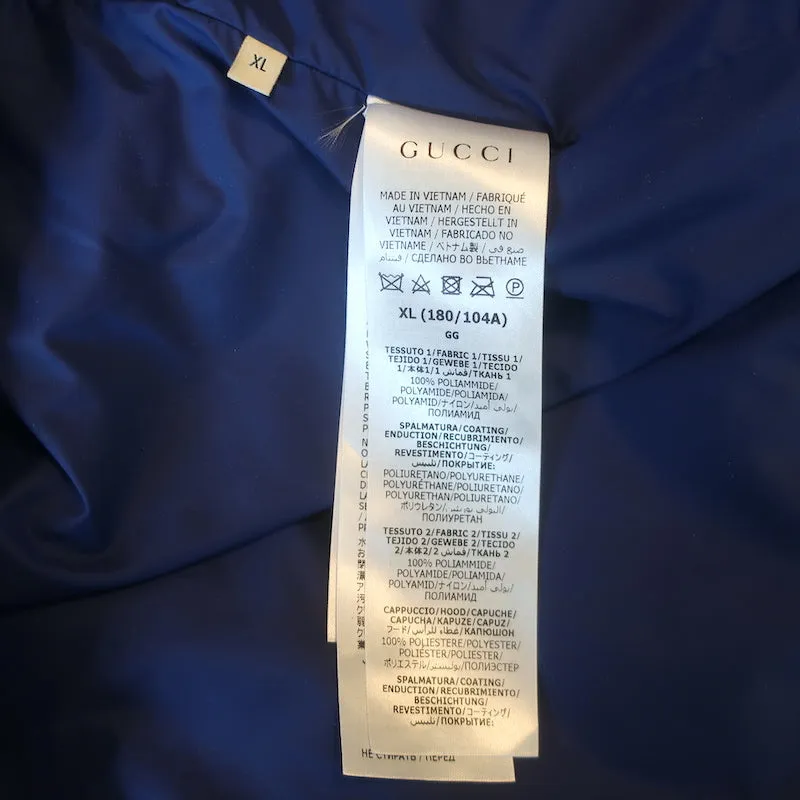 XL
GUCCI
MADE IN VIETNAM / FABRIQUÉ
AU VIETNAM / HECHO EN
VIETNAM / HERGESTELLT IN
VIETNAM / FABRICADO NO
VIETNAME / ベトナム製 / صنع في
فيتنام / СДЕЛАНО ВО ВЬЕТНАМЕ
P
XL (180/104A)
GG
TESSUTO 1/FABRIC 1/TISSU 1/
TEJIDO 1/GEWEBE 1/TECIDO
1/本体1/قماش 1/ТКАНЬ 1
100% POLIAMMIDE/
POLYAMIDE/POLIAMIDA/
POLYAMID/ナイロン/بولي أميد/
ПОЛИАМИД
SPALMATURA/COATING/
ENDUCTION/RECUBRIMIENTO/
BESCHICHTUNG/
REVESTIMENTO/コーティング/
تلبيس/ПОКРЫТИЕ:
POLIURETANO/POLYURETHANE/
POLYURÉTHANE/POLIURETANO/
POLYURETHAN/POLIURETANO/
ポリウレタン/
ПОЛИУРЕТАН
TESSUTO 2/FABRIC 2/TISSU 2/
TEJIDO 2/GEWEBE 2/TECIDO
2/本体2/قماش 2/ТКАНЬ 2
100% POLIAMMIDE/
POLYAMIDE/POLIAMIDA/
POLYAMID/ナイロン/بولي أميد/
ПОЛИАМИД
CAPPUCCIO/HOOD/CAPUCHE/
CAPUCHA/KAPUZE/CAPUZ/
フード/غطاء للرأس/КАПЮШОН
100% POLIESTERE/POLYESTER/
POLIÉSTER/POLYESTER/
ポリエステル/بوليستير/ПОЛИЭСТЕР
SPALMATURA/COATING/
ENDUCTION/RECUBRIMIENTO/
BESCHICHTUNG/
REVESTIMENTO/コーティング/
تلبيس/ПОКРЫТИЕ:
НЕ СТИРАТЬ / ПЕРЕД